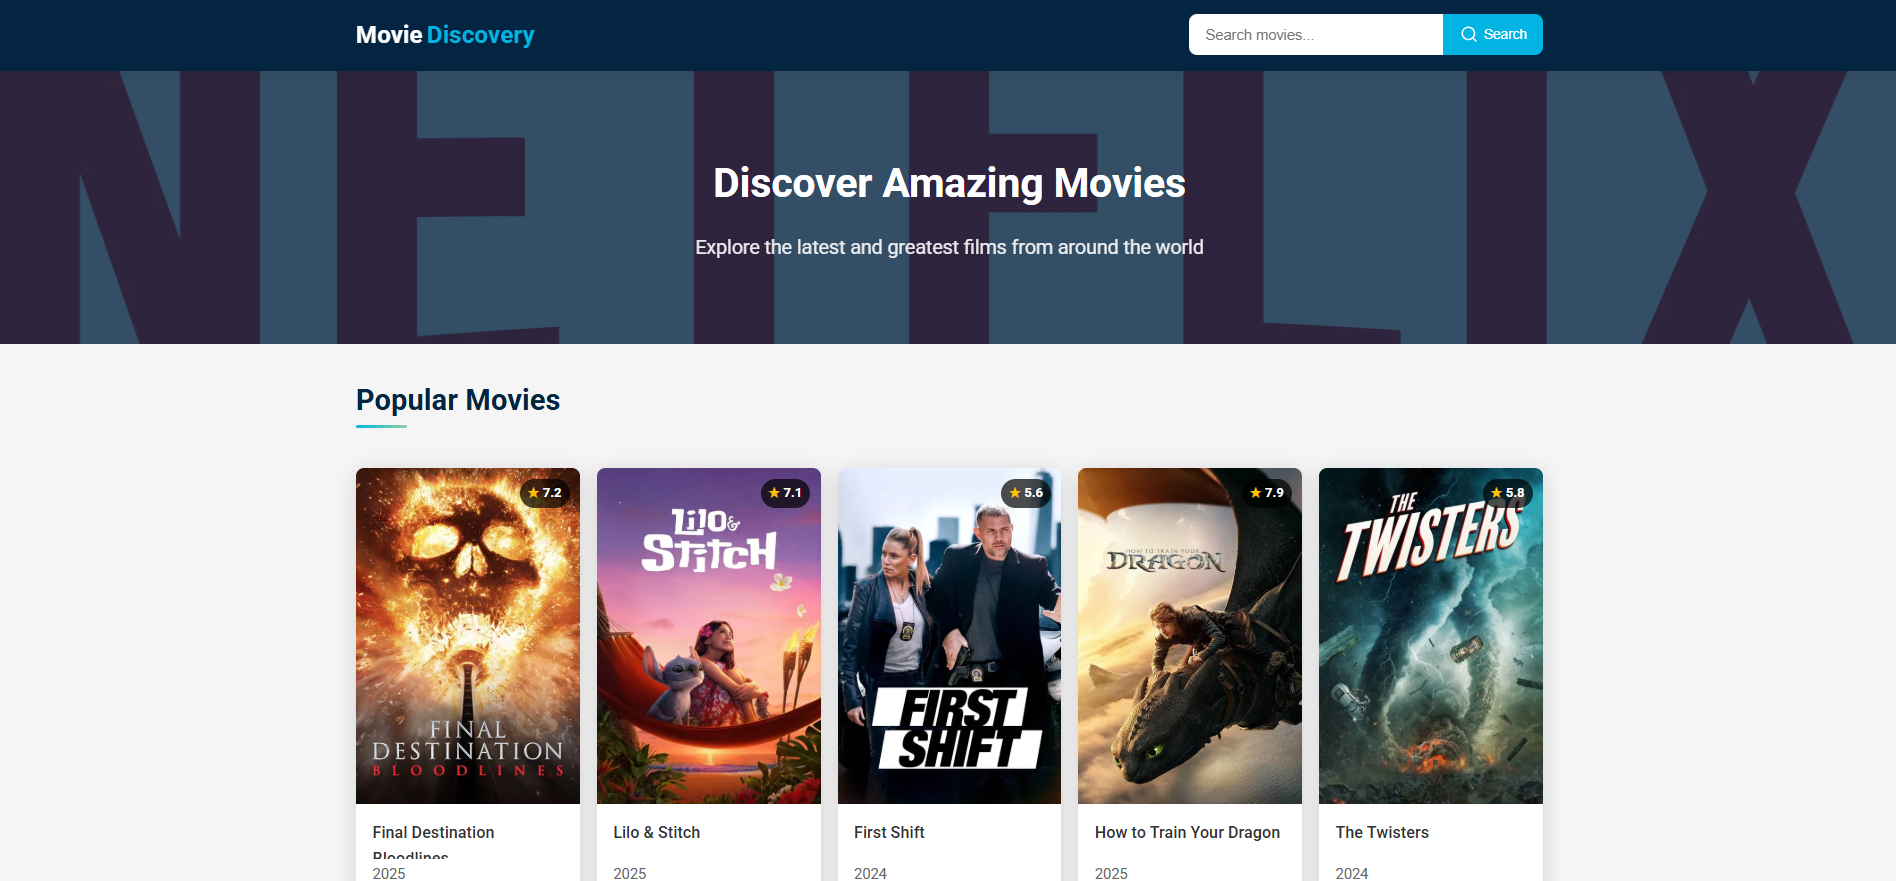 Movie Discovery
Search movies...
Search
NETFLIX
Discover Amazing Movies
Explore the latest and greatest films from around the world
Popular Movies
★ 7.2
FINAL
DESTINATION
BLOODLINES
Final Destination
Bloodlines
2025
★ 7.1
Lilo &
Stitch
Lilo & Stitch
2025
★ 5.6
FIRST
SHIFT
First Shift
2024
★ 7.9
HOW TO TRAIN YOUR
DRAGON
How to Train Your Dragon
2025
★ 5.8
THE
TWISTERS
The Twisters
2024